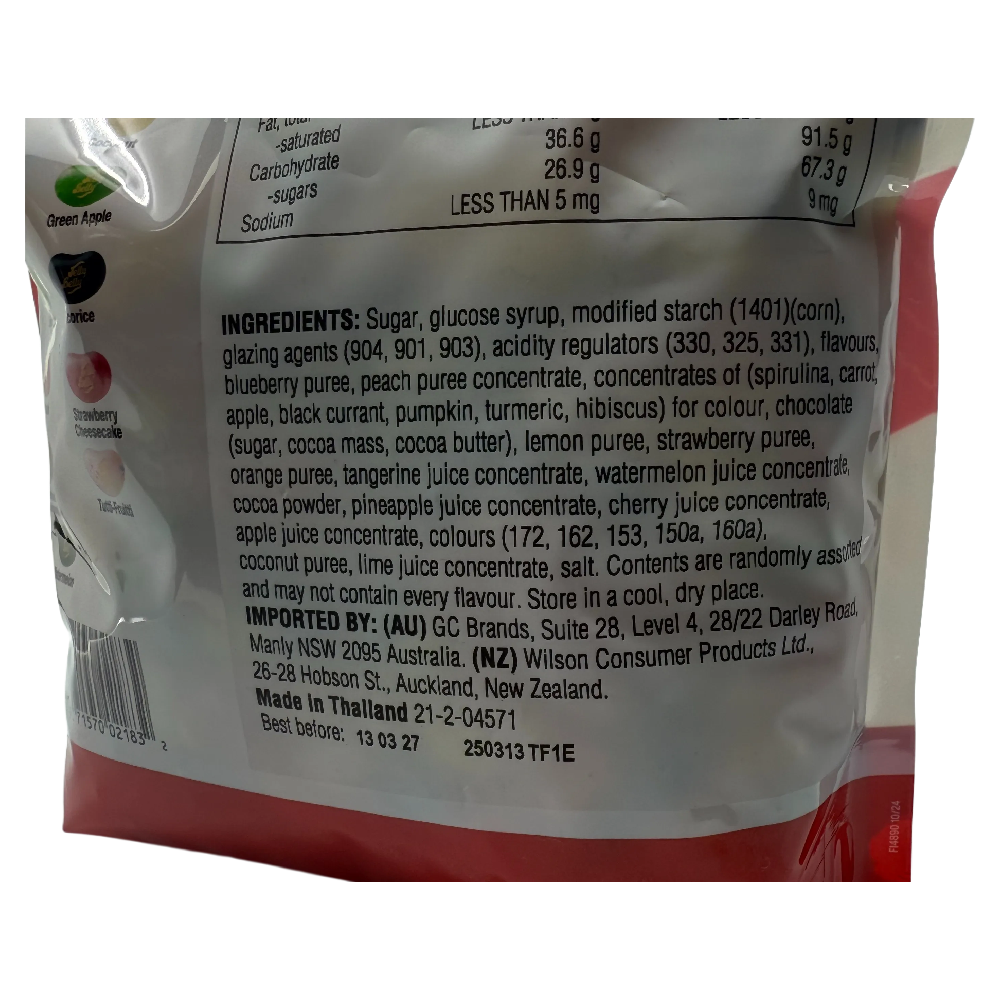 Green Apple
Strawberry
Cheesecake
Tutti-Fruitti
71570 02183 2
-saturated
Carbohydrate 36.6 g 91.5 g
-sugars 26.9 g 67.3 g
Sodium LESS THAN 5 mg 9 mg
INGREDIENTS: Sugar, glucose syrup, modified starch (1401)(corn),
glazing agents (904, 901, 903), acidity regulators (330, 325, 331), flavours,
blueberry puree, peach puree concentrate, concentrates of (spirulina, carrot,
apple, black currant, pumpkin, turmeric, hibiscus) for colour, chocolate
(sugar, cocoa mass, cocoa butter), lemon puree, strawberry puree,
orange puree, tangerine juice concentrate, watermelon juice concentrate,
cocoa powder, pineapple juice concentrate, cherry juice concentrate,
apple juice concentrate, colours (172, 162, 153, 150a, 160a),
coconut puree, lime juice concentrate, salt. Contents are randomly assorted
and may not contain every flavour. Store in a cool, dry place.
IMPORTED BY: (AU) GC Brands, Suite 28, Level 4, 28/22 Darley Road,
Manly NSW 2095 Australia. (NZ) Wilson Consumer Products Ltd.,
26-28 Hobson St., Auckland, New Zealand.
Made in Thailand 21-2-04571
Best before: 13 03 27 250313 TF1E
FI4890 10/24